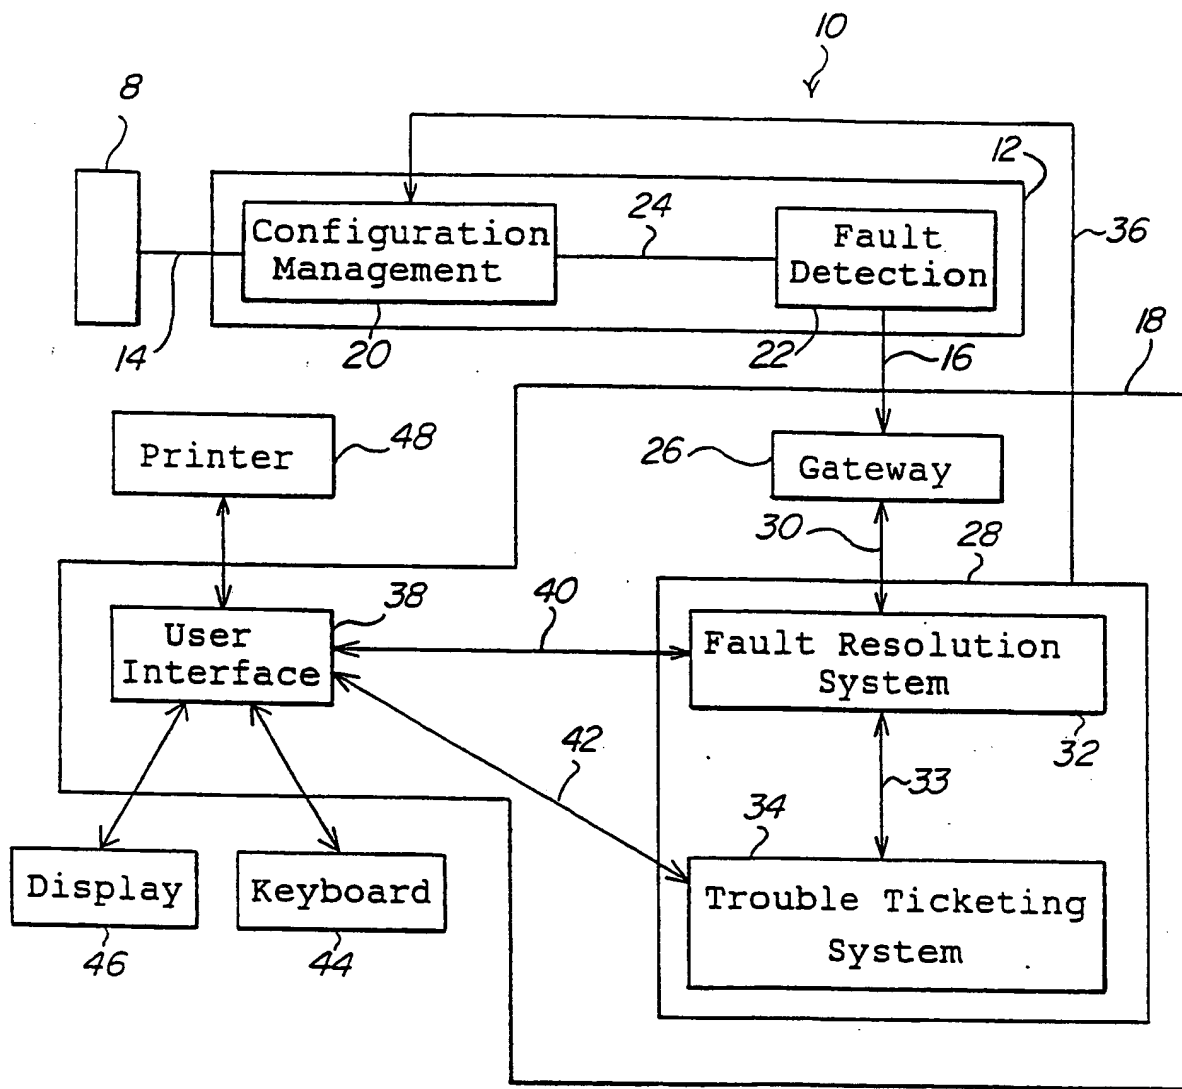 10
8
12
24
Configuration
Management
Fault
Detection
36
14
20
22
16
18
Printer
48
26
Gateway
30
28
38
User
Interface
40
Fault Resolution
System
32
42
33
34
Display
Keyboard
Trouble Ticketing
System
46
44